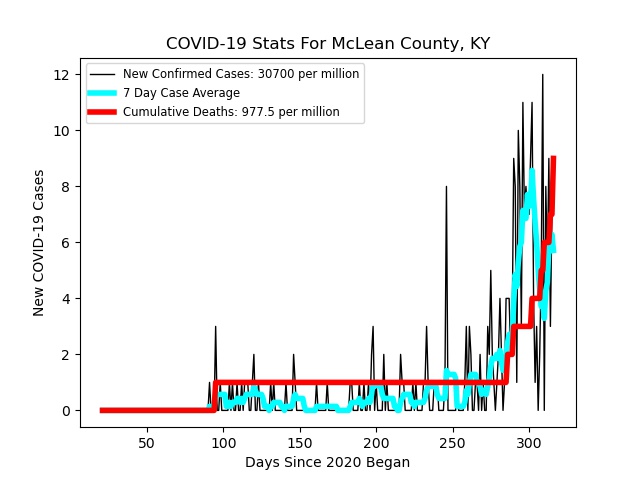 COVID-19 Stats For McLean County, KY
New Confirmed Cases: 30700 per million
7 Day Case Average
Cumulative Deaths: 977.5 per million
New COVID-19 Cases
12
10
8
6
4
2
0
50 100 150 200 250 300
Days Since 2020 Began